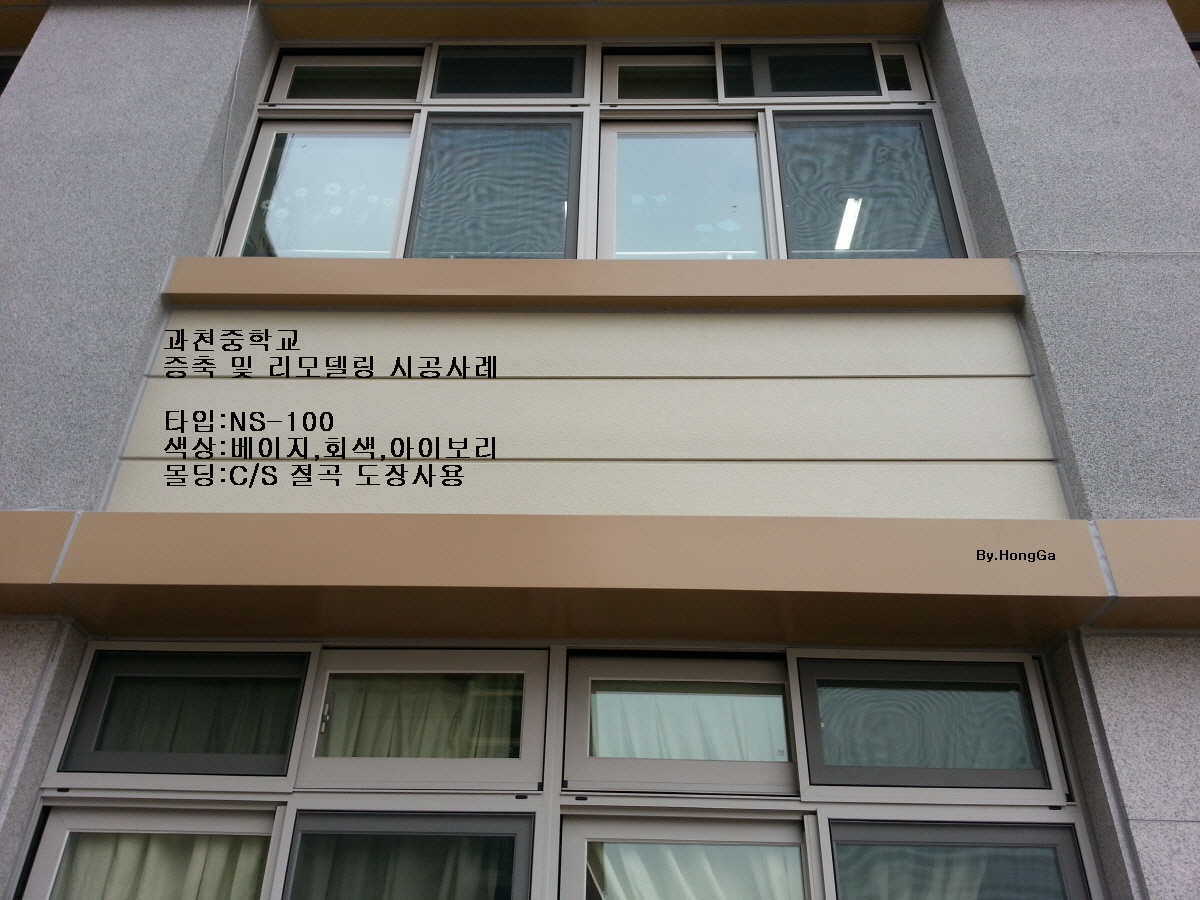 과천중학교
증축 및 리모델링 시공사례
타입:NS-100
색상:베이지,회색,아이보리
몰딩:C/S 절곡 도장사용
By.HongGa